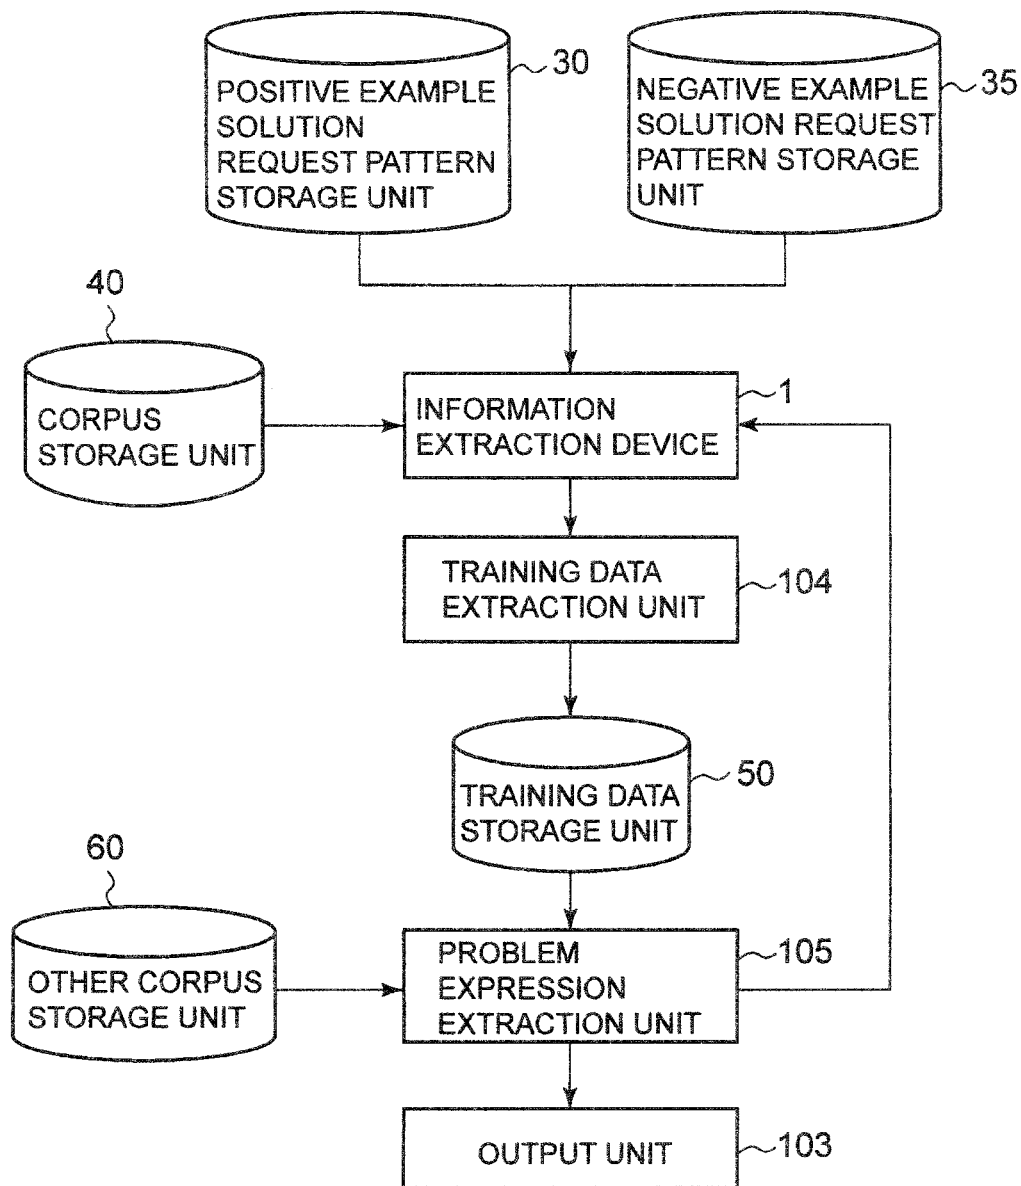 POSITIVE EXAMPLE
SOLUTION
REQUEST PATTERN
STORAGE UNIT
30
NEGATIVE EXAMPLE
SOLUTION REQUEST
PATTERN STORAGE
UNIT
35
40
CORPUS
STORAGE UNIT
INFORMATION
EXTRACTION DEVICE
1
TRAINING DATA
EXTRACTION UNIT
104
TRAINING DATA
STORAGE UNIT
50
60
OTHER CORPUS
STORAGE UNIT
PROBLEM
EXPRESSION
EXTRACTION UNIT
105
OUTPUT UNIT
103